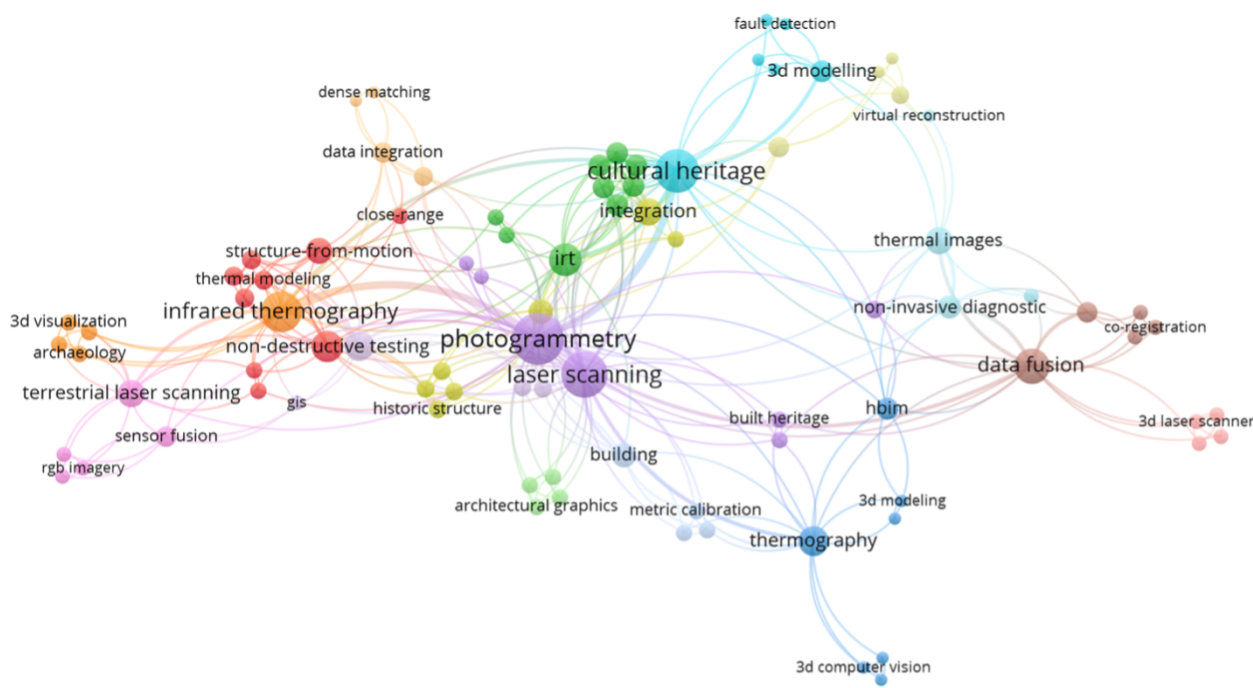 fault detection
3d modelling
dense matching
virtual reconstruction
data integration
cultural heritage
close-range
integration
structure-from-motion
thermal images
irt
thermal modeling
infrared thermography
non-invasive diagnostic
3d visualization
co-registration
photogrammetry
non-destructive testing
archaeology
data fusion
laser scanning
terrestrial laser scanning
gis
historic structure
hbim
built heritage
3d laser scanner
sensor fusion
building
rgb imagery
3d modeling
architectural graphics
metric calibration
thermography
3d computer vision